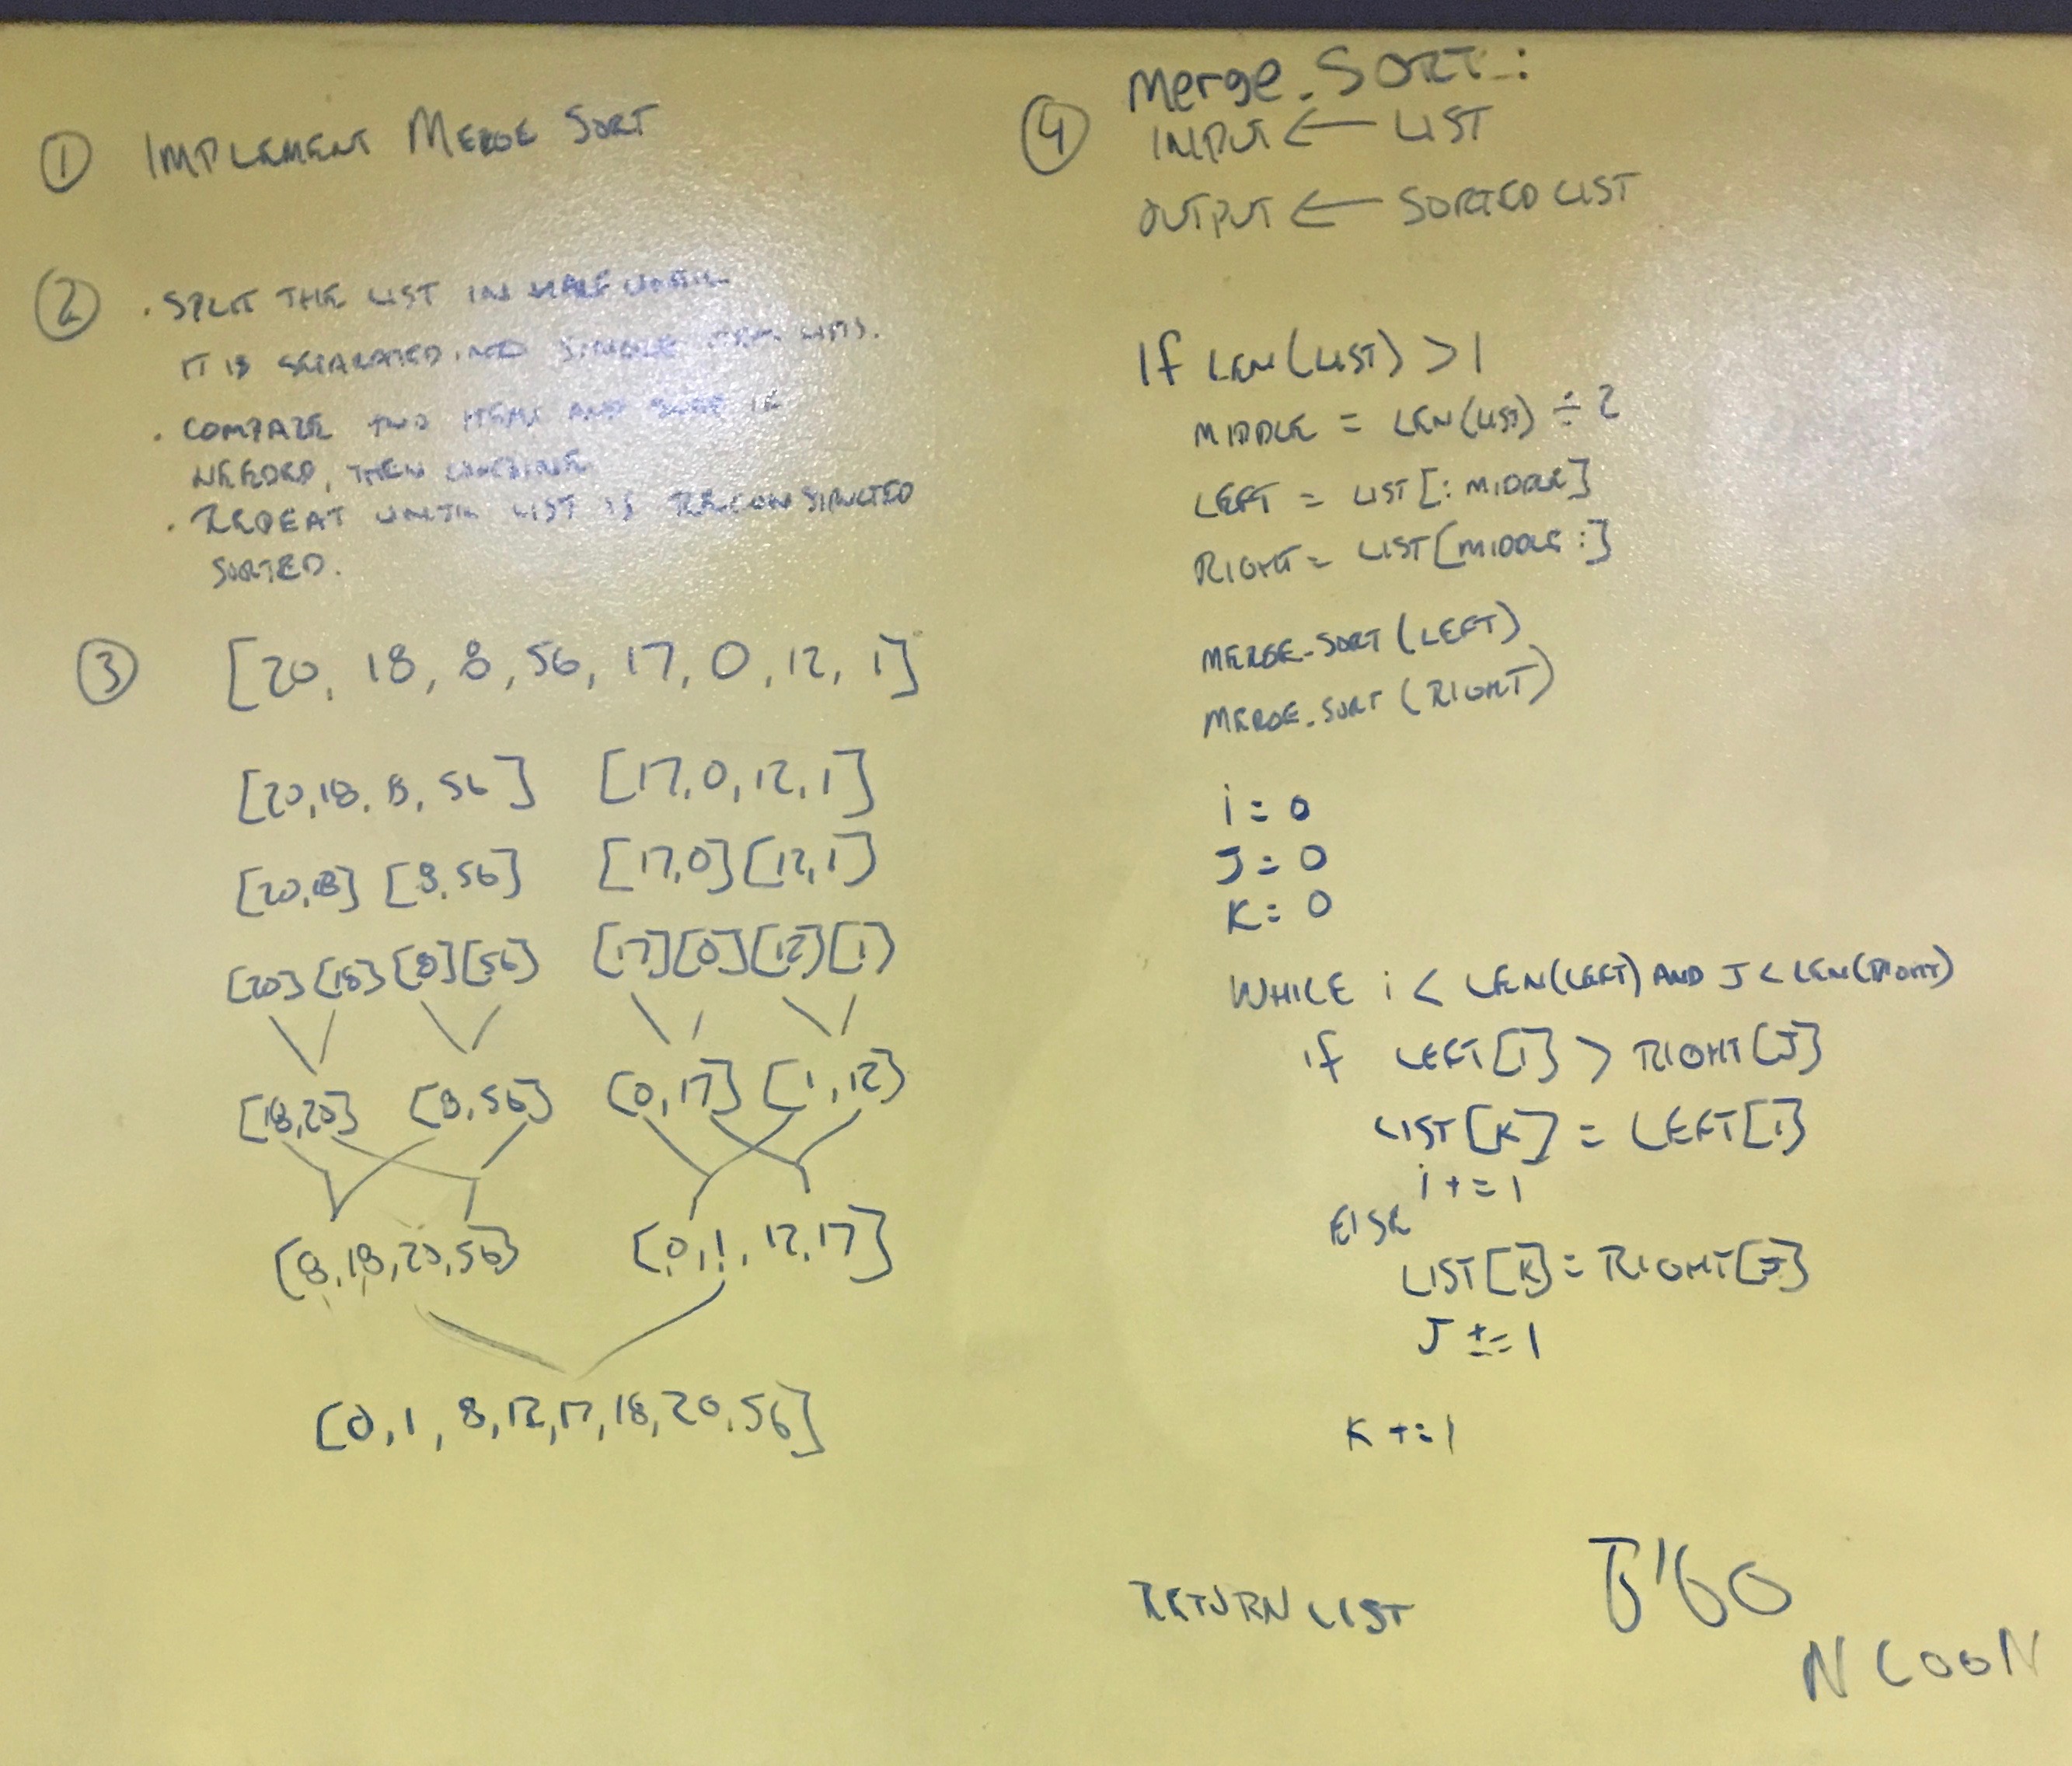 ① IMPLEMENT MERGE SORT
② . SPLIT THE LIST IN HALF UNTIL
IT IS SEPARATED INTO SINGLE ITEM LISTS.
. COMPARE TWO ITEMS AND SORT IF
NEEDED, THEN COMBINE
. REPEAT UNTIL LIST IS RECONSTRUCTED
SORTED.
③ [20, 18, 8, 56, 17, 0, 12, 1]
[20, 18, 8, 56] [17, 0, 12, 1]
[20, 18] [8, 56] [17, 0] [12, 1]
[20] [18] [8] [56] [17] [0] [12] [1]
[18, 20] [8, 56] [0, 17] [1, 12]
[8, 18, 20, 56] [0, 1, 12, 17]
[0, 1, 8, 12, 17, 18, 20, 56]
④ Merge_SORT:
INPUT ← LIST
OUTPUT ← SORTED LIST
If LEN(LIST) > 1
MIDDLE = LEN(LIST) ÷ 2
LEFT = LIST[: MIDDLE]
RIGHT = LIST[MIDDLE :]
MERGE_SORT (LEFT)
MERGE_SORT (RIGHT)
i = 0
J = 0
K = 0
WHILE i < LEN(LEFT) AND J < LEN(RIGHT)
if LEFT[i] > RIGHT[J]
LIST[K] = LEFT[i]
i += 1
ELSE
LIST[K] = RIGHT[J]
J += 1
K += 1
RETURN LIST
N COON